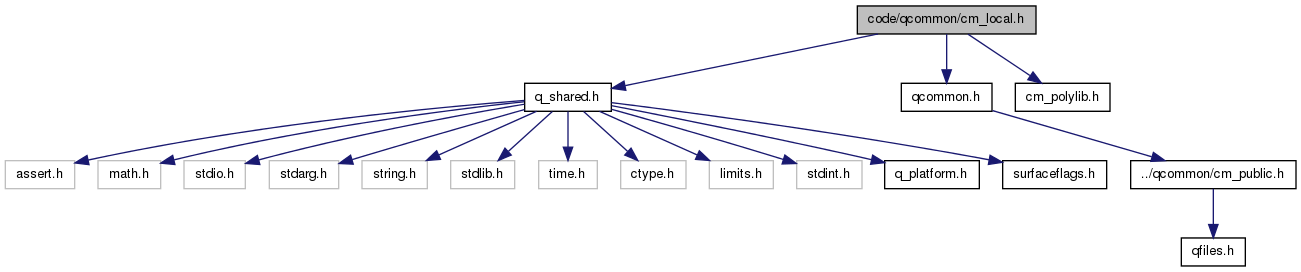 code/qcommon/cm_local.h
q_shared.h
qcommon.h
cm_polylib.h
assert.h
math.h
stdio.h
stdarg.h
string.h
stdlib.h
time.h
ctype.h
limits.h
stdint.h
q_platform.h
surfaceflags.h
../qcommon/cm_public.h
qfiles.h